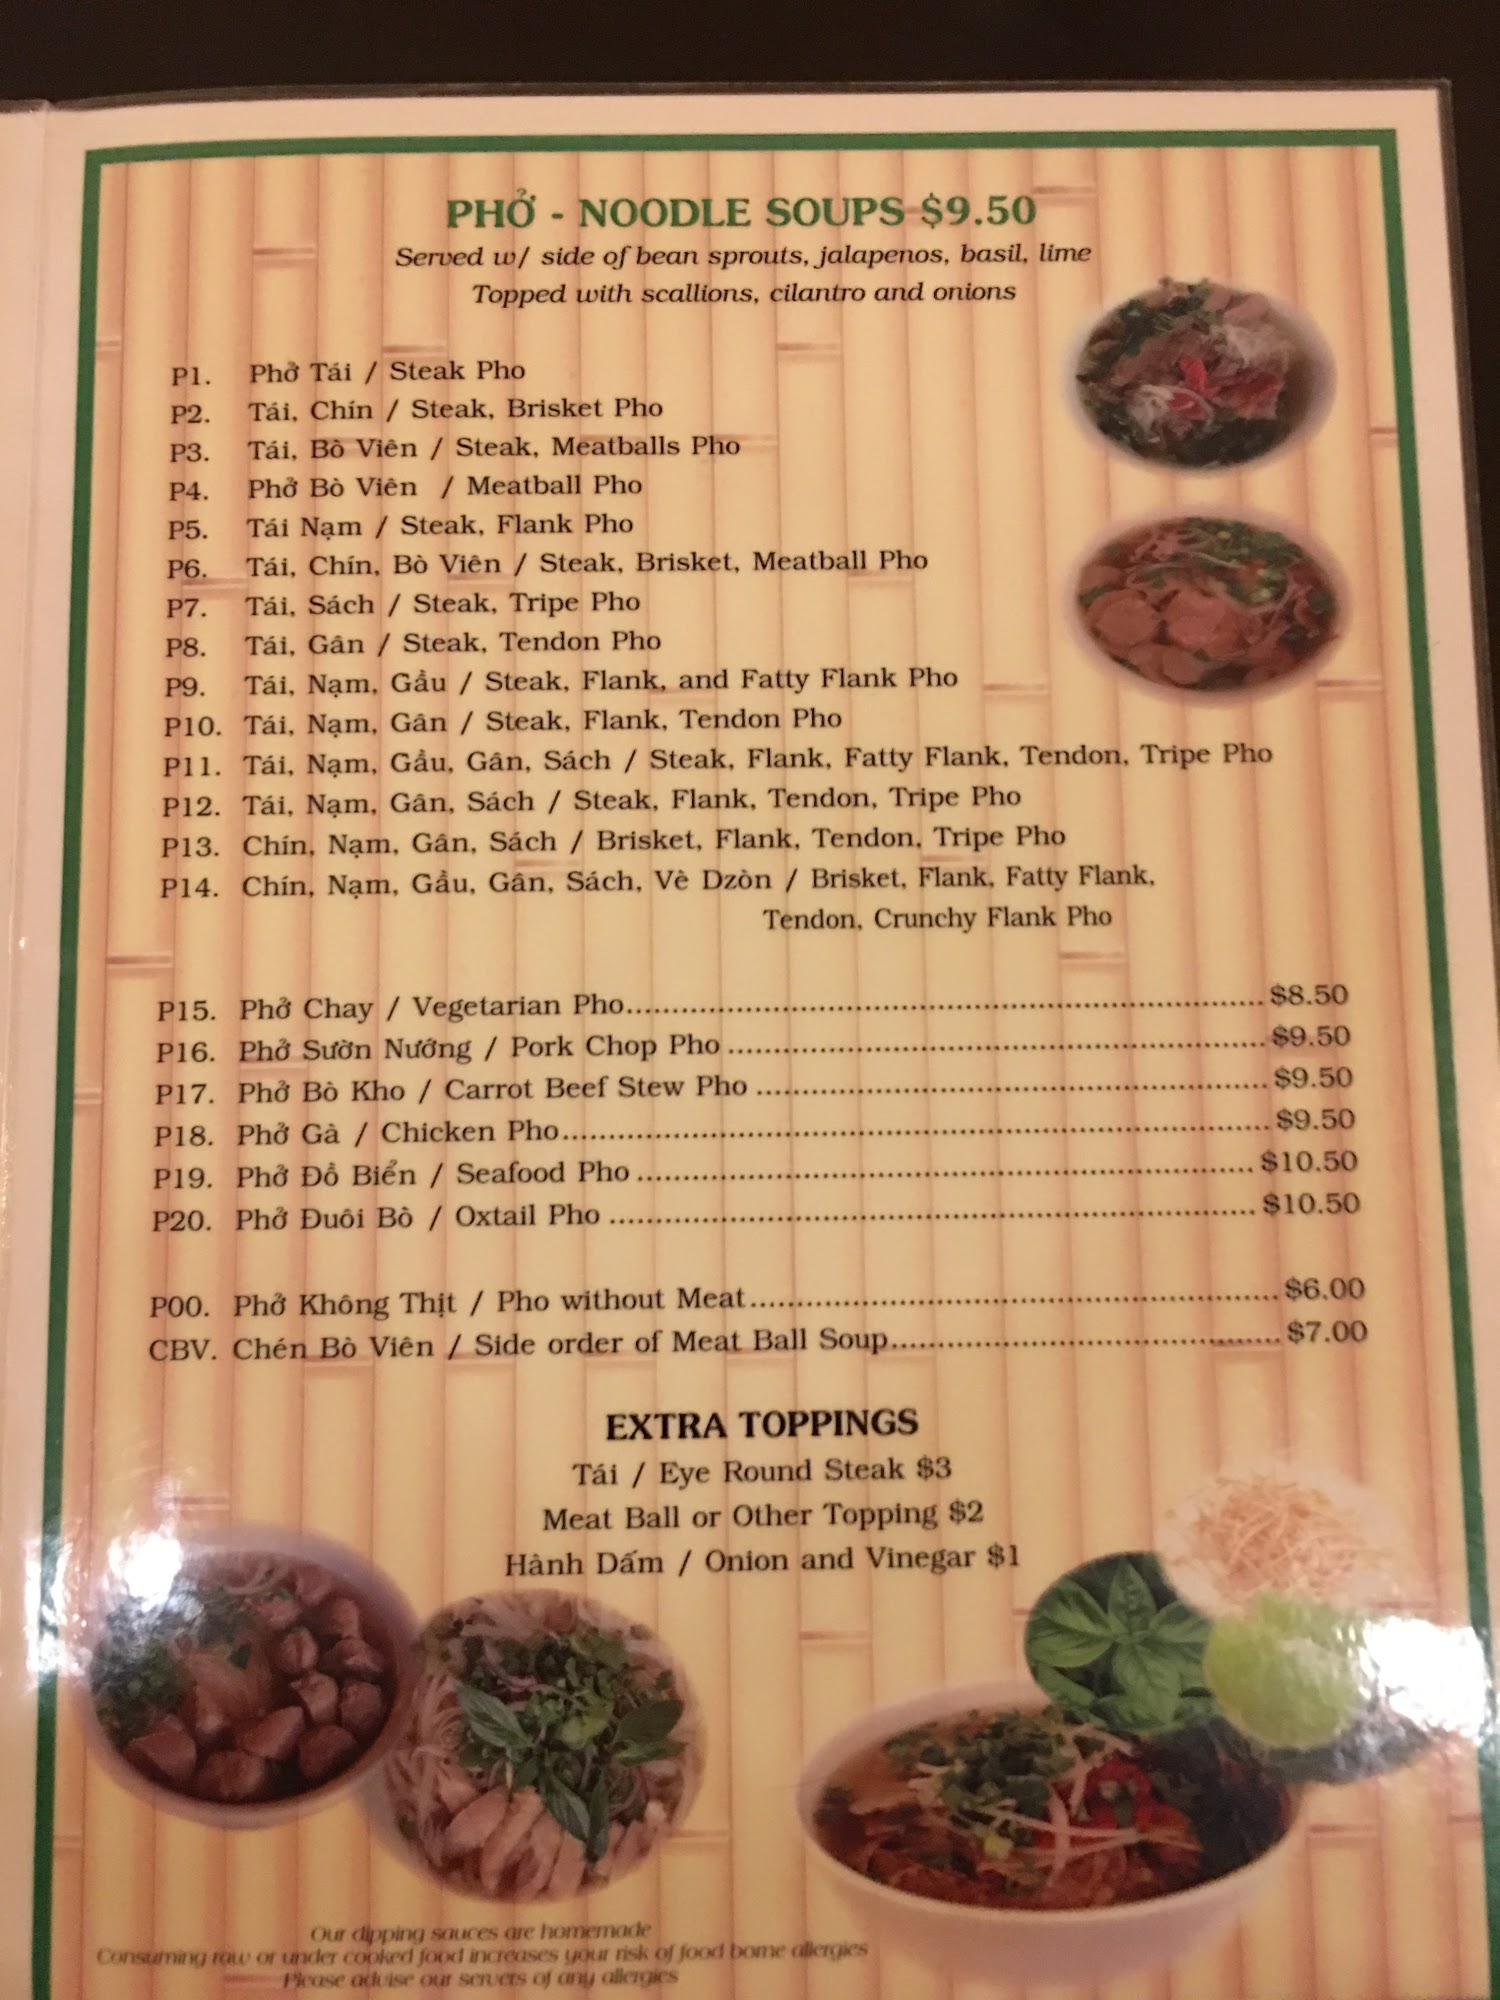 PHỞ - NOODLE SOUPS $9.50
Served w/ side of bean sprouts, jalapenos, basil, lime
Topped with scallions, cilantro and onions
P1. Phở Tái / Steak Pho
P2. Tái, Chín / Steak, Brisket Pho
P3. Tái, Bò Viên / Steak, Meatballs Pho
P4. Phở Bò Viên / Meatball Pho
P5. Tái Nạm / Steak, Flank Pho
P6. Tái, Chín, Bò Viên / Steak, Brisket, Meatball Pho
P7. Tái, Sách / Steak, Tripe Pho
P8. Tái, Gân / Steak, Tendon Pho
P9. Tái, Nạm, Gầu / Steak, Flank, and Fatty Flank Pho
P10. Tái, Nạm, Gân / Steak, Flank, Tendon Pho
P11. Tái, Nạm, Gầu, Gân, Sách / Steak, Flank, Fatty Flank, Tendon, Tripe Pho
P12. Tái, Nạm, Gân, Sách / Steak, Flank, Tendon, Tripe Pho
P13. Chín, Nạm, Gân, Sách / Brisket, Flank, Tendon, Tripe Pho
P14. Chín, Nạm, Gầu, Gân, Sách, Vè Dzòn / Brisket, Flank, Fatty Flank,
Tendon, Crunchy Flank Pho
P15. Phở Chay / Vegetarian Pho $8.50
P16. Phở Sườn Nướng / Pork Chop Pho $9.50
P17. Phở Bò Kho / Carrot Beef Stew Pho $9.50
P18. Phở Gà / Chicken Pho $9.50
P19. Phở Đồ Biển / Seafood Pho $10.50
P20. Phở Đuôi Bò / Oxtail Pho $10.50
P00. Phở Không Thịt / Pho without Meat $6.00
CBV. Chén Bò Viên / Side order of Meat Ball Soup $7.00
EXTRA TOPPINGS
Tái / Eye Round Steak $3
Meat Ball or Other Topping $2
Hành Dấm / Onion and Vinegar $1
Our dipping sauces are homemade
Consuming raw or under cooked food increases your risk of food borne allergies
Please advise our servers of any allergies